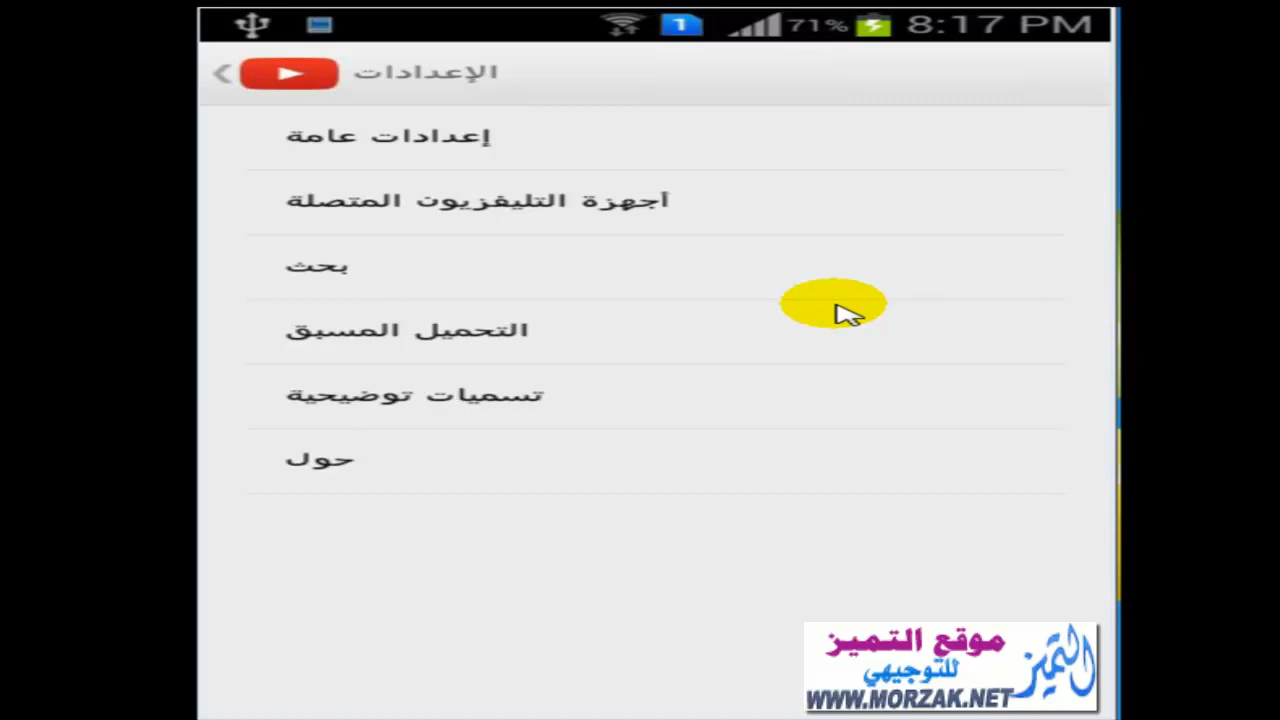 1 71% 8:17 PM
الإعدادات
إعدادات عامة
أجهزة التليفزيون المتصلة
بحث
التحميل المسبق
تسميات توضيحية
حول
موقع التميز
للتوجيهي
التميز
WWW.MORZAK.NET